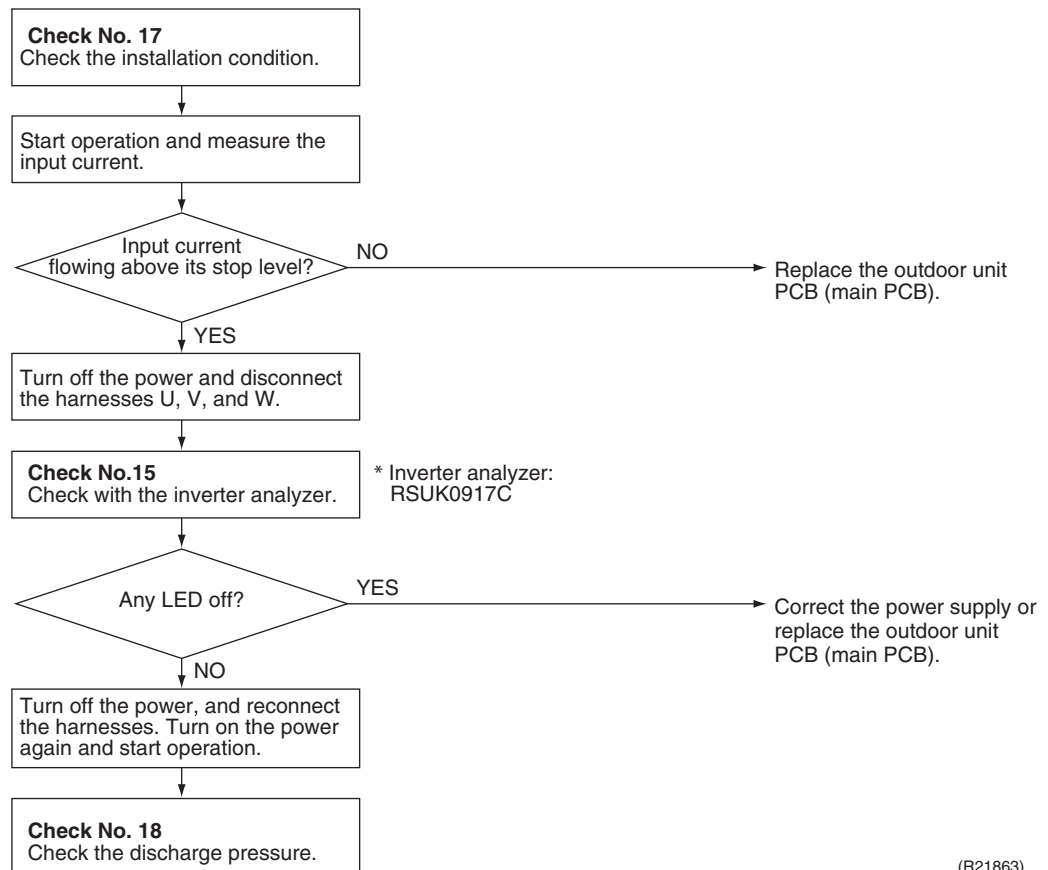 Check No. 17
Check the installation condition.
Start operation and measure the
input current.
Input current
flowing above its stop level?
NO
Replace the outdoor unit
PCB (main PCB).
YES
Turn off the power and disconnect
the harnesses U, V, and W.
Check No.15
Check with the inverter analyzer.
* Inverter analyzer:
RSUK0917C
Any LED off?
YES
Correct the power supply or
replace the outdoor unit
PCB (main PCB).
NO
Turn off the power, and reconnect
the harnesses. Turn on the power
again and start operation.
Check No. 18
Check the discharge pressure.
(R21863)